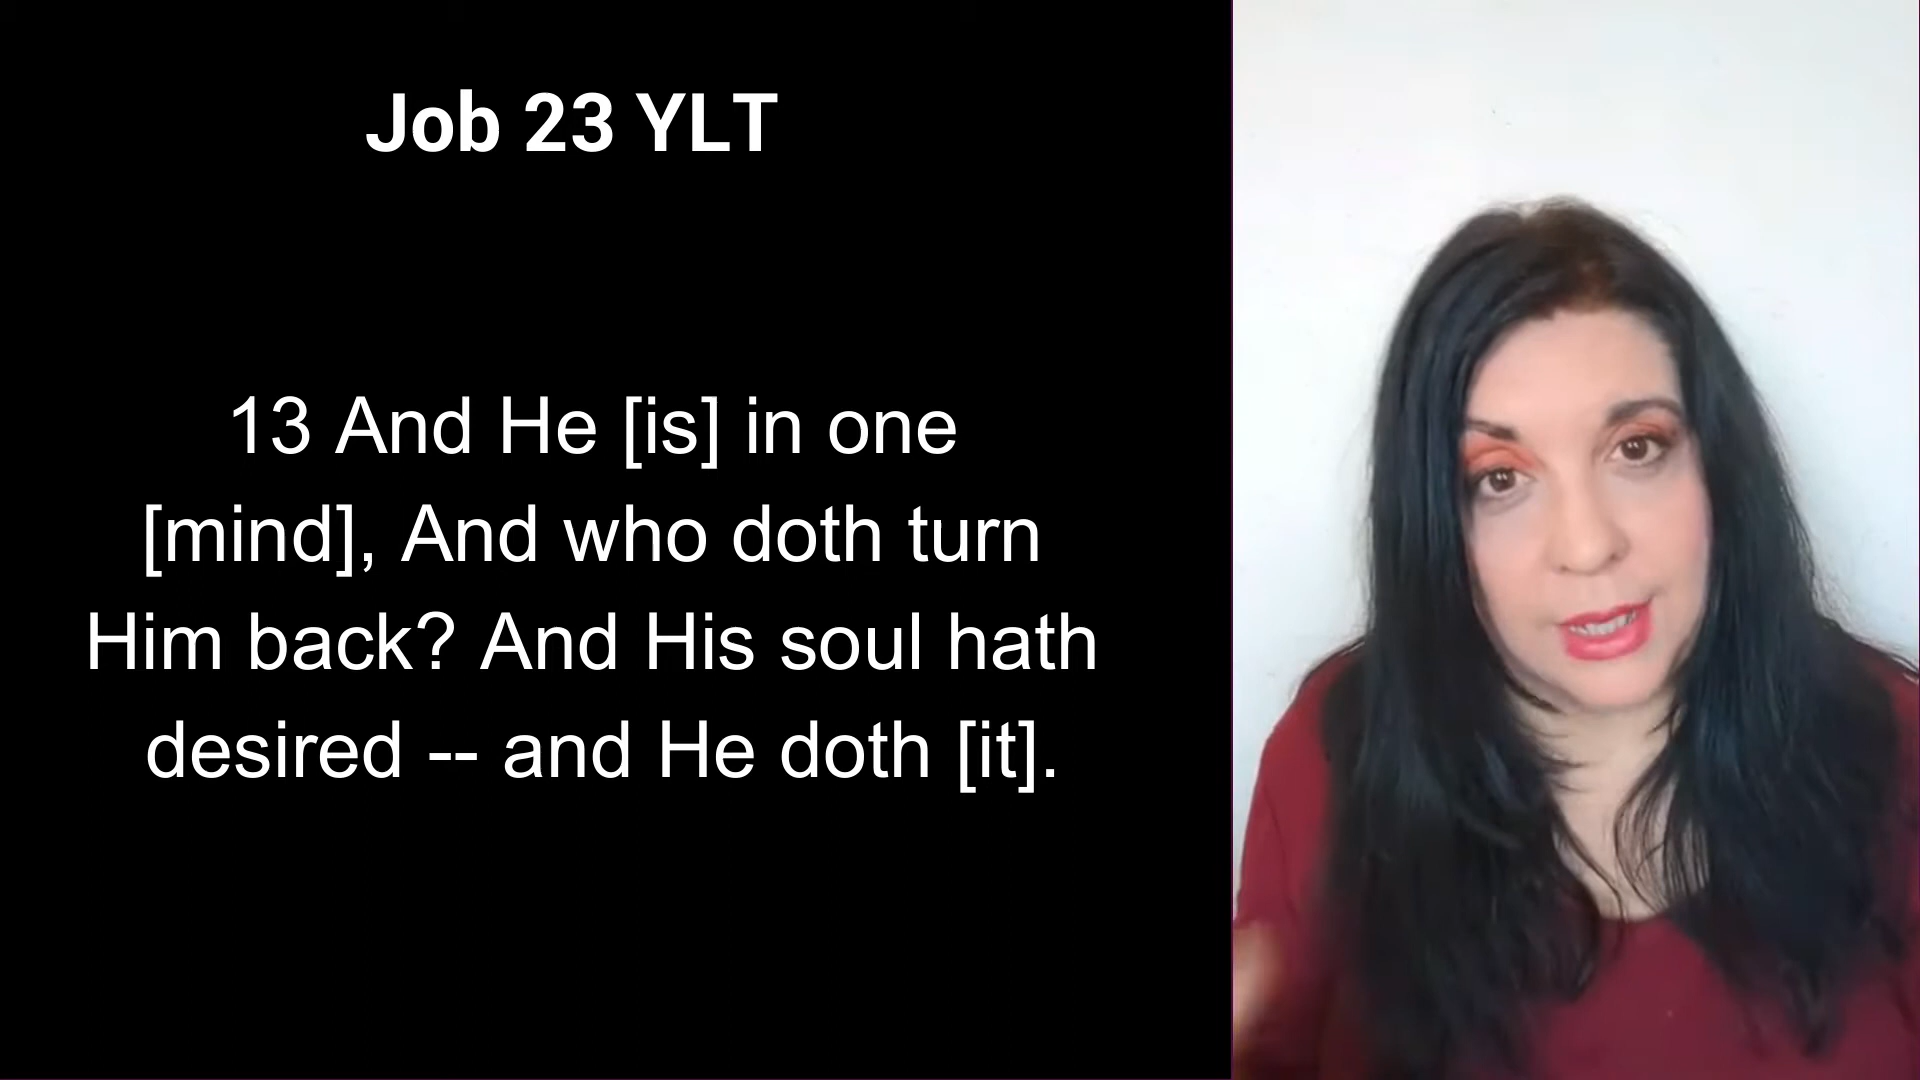 Job 23 YLT
13 And He [is] in one
[mind], And who doth turn
Him back? And His soul hath
desired -- and He doth [it].